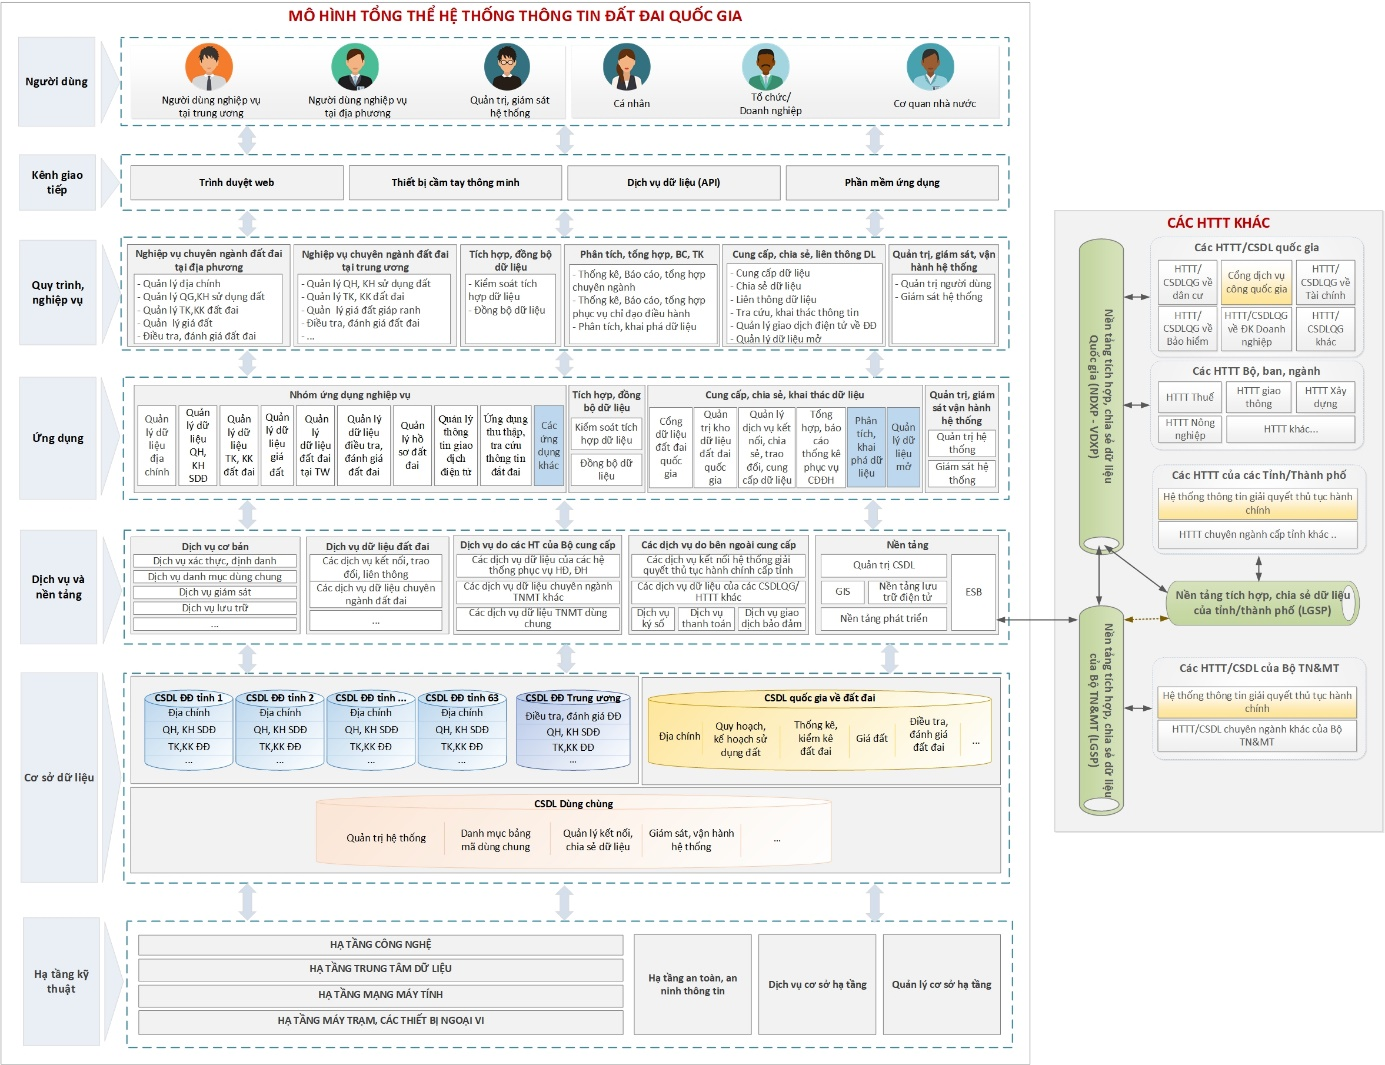 MÔ HÌNH TỔNG THỂ HỆ THỐNG THÔNG TIN ĐẤT ĐAI QUỐC GIA
Người dùng
Người dùng nghiệp vụ
tại trung ương
Người dùng nghiệp vụ
tại địa phương
Quản trị, giám sát
hệ thống
Cá nhân
Tổ chức/
Doanh nghiệp
Cơ quan nhà nước
Kênh giao
tiếp
Trình duyệt web
Thiết bị cầm tay thông minh
Dịch vụ dữ liệu (API)
Phần mềm ứng dụng
Quy trình,
nghiệp vụ
Nghiệp vụ chuyên ngành đất đai
tại địa phương
- Quản lý địa chính
- Quản lý QG,KH sử dụng đất
- Quản lý TK,KK đất đai
- Quản lý giá đất
- Điều tra, đánh giá đất đai
Nghiệp vụ chuyên ngành đất đai
tại trung ương
- Quản lý QH, KH sử dụng đất
- Quản lý TK, KK đất đai
- Quản lý giá đất giáp ranh
- Điều tra, đánh giá đất đai
- ...
Tích hợp, đồng bộ
dữ liệu
- Kiểm soát tích
hợp dữ liệu
- Đồng bộ dữ liệu
Phân tích, tổng hợp, BC, TK
- Thống kê, Báo cáo, tổng hợp
chuyên ngành
- Thống kê, Báo cáo, tổng hợp
phục vụ chỉ đạo điều hành
- Phân tích, khai phá dữ liệu
Cung cấp, chia sẻ, liên thông DL
- Cung cấp dữ liệu
- Chia sẻ dữ liệu
- Liên thông dữ liệu
- Tra cứu, khai thác thông tin
- Quản lý giao dịch điện tử về ĐĐ
- Quản lý dữ liệu mở
Quản trị, giám sát, vận
hành hệ thống
- Quản trị người dùng
- Giám sát hệ thống
Ứng dụng
Nhóm ứng dụng nghiệp vụ
Quản
lý dữ
liệu
địa
chính
Quản
lý dữ
liệu
QH,
KH
SDĐ
Quản
lý dữ
liệu
TK, KK
đất đai
Quản
lý dữ
liệu
giá
đất
Quản
lý
dữ liệu
đất đai
tại TW
Quản
lý dữ
liệu
điều tra,
đánh giá
đất đai
Quản
lý hồ
sơ đất
đai
Quản lý
thông
tin giao
dịch
điện tử
Ứng dụng
thu thập,
tra cứu
thông tin
đất đai
Các
ứng
dụng
khác
Tích hợp, đồng
bộ dữ liệu
Kiểm soát tích
hợp dữ liệu
Đồng bộ dữ
liệu
Cung cấp, chia sẻ, khai thác dữ liệu
Cổng
dữ liệu
đất đai
quốc
gia
Quản
trị kho
dữ liệu
đất đai
quốc
gia
Quản lý
dịch vụ kết
nối, chia
sẻ, trao
đổi, cung
cấp dữ liệu
Tổng
hợp, báo
cáo
thống kê
phục vụ
CĐĐH
Phân
tích,
khai
phá dữ
liệu
Quản
lý dữ
liệu
mở
Quản trị, giám
sát vận hành
hệ thống
Quản trị hệ
thống
Giám sát hệ
thống
Dịch vụ và
nền tảng
Dịch vụ cơ bản
Dịch vụ xác thực, định danh
Dịch vụ danh mục dùng chung
Dịch vụ giám sát
Dịch vụ lưu trữ
...
Dịch vụ dữ liệu đất đai
Các dịch vụ kết nối, trao
đổi, liên thông
Các dịch vụ dữ liệu chuyên
ngành đất đai
...
Dịch vụ do các HT của Bộ cung cấp
Các dịch vụ dữ liệu của các hệ
thống phục vụ HĐ, ĐH
Các dịch vụ dữ liệu chuyên ngành
TNMT khác
Các dịch vụ dữ liệu TNMT dùng
chung
Các dịch vụ do bên ngoài cung cấp
Các dịch vụ kết nối hệ thống giải
quyết thủ tục hành chính cấp tỉnh
Các dịch vụ dữ liệu của các CSDLQG/
HTTT khác
Dịch vụ
ký số
Dịch vụ
thanh toán
Dịch vụ giao
dịch bảo đảm
Nền tảng
Quản trị CSDL
GIS
Nền tảng lưu
trữ điện tử
Nền tảng phát triển
ESB
Cơ sở dữ liệu
CSDL ĐĐ tỉnh 1
Địa chính
QH, KH SDĐ
TK,KK ĐĐ
...
CSDL ĐĐ tỉnh 2
Địa chính
QH, KH SDĐ
TK,KK ĐĐ
...
CSDL ĐĐ tỉnh ...
Địa chính
QH, KH SDĐ
TK,KK ĐĐ
...
CSDL ĐĐ tỉnh 63
Địa chính
QH, KH SDĐ
TK,KK ĐĐ
...
CSDL ĐĐ Trung ương
Điều tra, đánh giá ĐĐ
QH, KH SDĐ
TK,KK ĐĐ
...
CSDL quốc gia về đất đai
Địa chính
Quy hoạch,
kế hoạch sử
dụng đất
Thống kê,
kiểm kê
đất đai
Giá đất
Điều tra,
đánh giá
đất đai
...
CSDL Dùng chùng
Quản trị hệ thống
Danh mục bảng
mã dùng chung
Quản lý kết nối,
chia sẻ dữ liệu
Giám sát, vận hành
hệ thống
...
Hạ tầng kỹ
thuật
HẠ TẦNG CÔNG NGHỆ
HẠ TẦNG TRUNG TÂM DỮ LIỆU
HẠ TẦNG MẠNG MÁY TÍNH
HẠ TẦNG MÁY TRẠM, CÁC THIẾT BỊ NGOẠI VI
Hạ tầng an toàn, an
ninh thông tin
Dịch vụ cơ sở hạ tầng
Quản lý cơ sở hạ tầng
CÁC HTTT KHÁC
Nền tảng tích hợp, chia sẻ dữ liệu
Quốc gia (NDXP - VDXP)
Các HTTT/CSDL quốc gia
HTTT/
CSDLQG về
dân cư
Cổng dịch vụ
công quốc gia
HTTT/
CSDLQG về
Tài chính
HTTT/
CSDLQG về
Bảo hiểm
HTTT/CSDLQG
về ĐK Doanh
nghiệp
HTTT/
CSDLQG
khác
Các HTTT Bộ, ban, ngành
HTTT Thuế
HTTT giao
thông
HTTT Xây
dựng
HTTT Nông
nghiệp
HTTT khác...
Các HTTT của các Tỉnh/Thành phố
Hệ thống thông tin giải quyết thủ tục hành
chính
HTTT chuyên ngành cấp tỉnh khác ..
Nền tảng tích hợp, chia sẻ dữ liệu
của tỉnh/thành phố (LGSP)
Nền tảng tích hợp, chia sẻ dữ liệu
của Bộ TN&MT (LGSP)
Các HTTT/CSDL của Bộ TN&MT
Hệ thống thông tin giải quyết thủ tục hành
chính
HTTT/CSDL chuyên ngành khác của Bộ
TN&MT